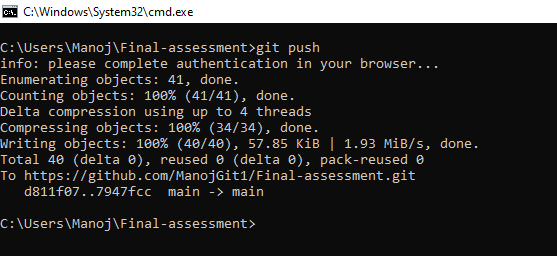 C:\Windows\System32\cmd.exe
C:\Users\Manoj\Final-assessment>git push
info: please complete authentication in your browser...
Enumerating objects: 41, done.
Counting objects: 100% (41/41), done.
Delta compression using up to 4 threads
Compressing objects: 100% (34/34), done.
Writing objects: 100% (40/40), 57.85 KiB | 1.93 MiB/s, done.
Total 40 (delta 0), reused 0 (delta 0), pack-reused 0
To https://github.com/ManojGit1/Final-assessment.git
   d811f07..7947fcc  main -> main
C:\Users\Manoj\Final-assessment>